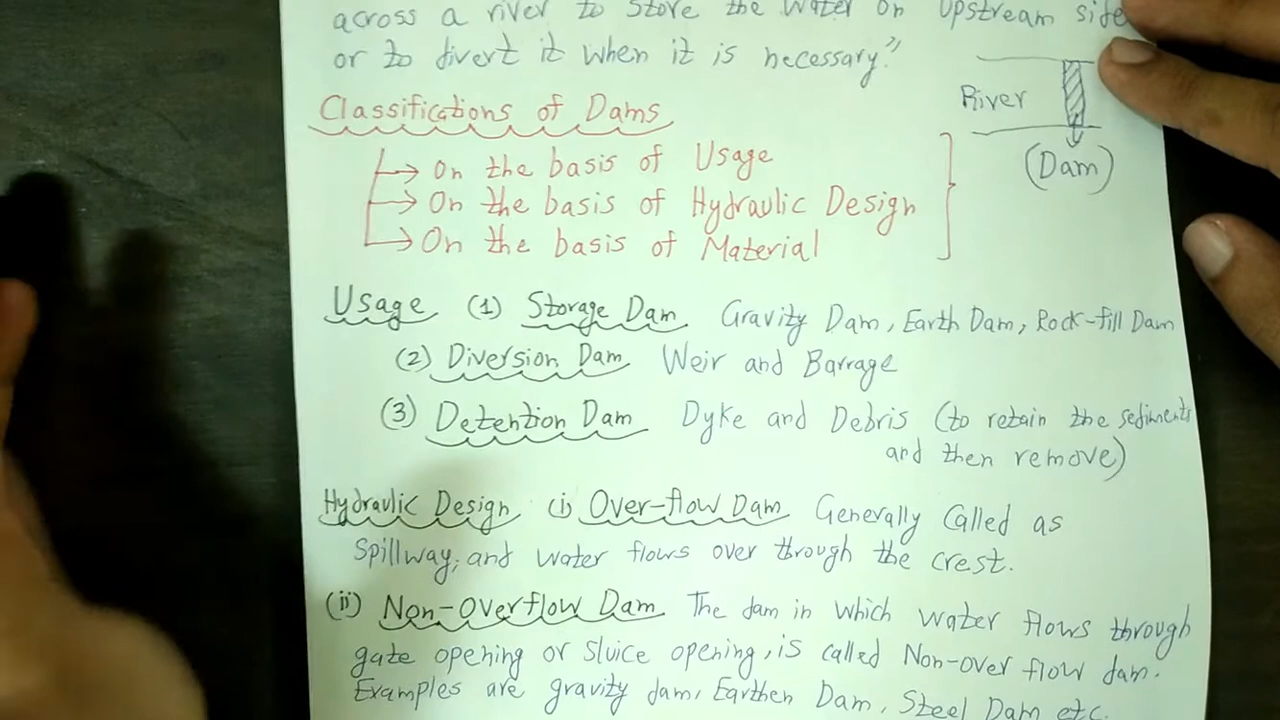 across a river to store the water on upstream side
or to divert it when it is necessary."
River
(Dam)
Classifications of Dams
On the basis of Usage
On the basis of Hydraulic Design
On the basis of Material
Usage (1) Storage Dam Gravity Dam, Earth Dam, Rock-fill Dam
(2) Diversion Dam Weir and Barrage
(3) Detention Dam Dyke and Debris (to retain the sediments
and then remove)
Hydraulic Design (i) Over-flow Dam Generally called as
Spillway, and water flows over through the crest.
(ii) Non-Overflow Dam The dam in which water flows through
gate opening or sluice opening, is called Non-over flow dam.
Examples are gravity dam, Earthen Dam, Steel Dam etc.